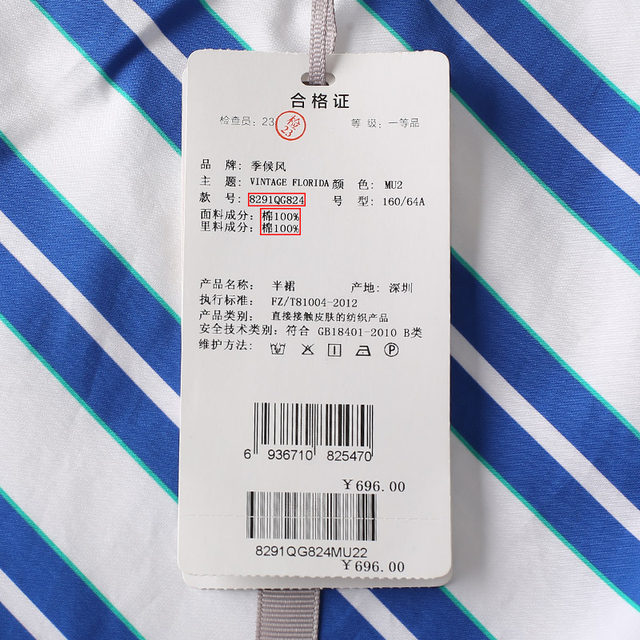 合格证
检查员: 23 检23 等 级: 一等品
品 牌: 季候风
主 题: VINTAGE FLORIDA 颜 色: MU2
款 号: 8291QG824 号 型: 160/64A
面料成分: 棉100%
里料成分: 棉100%
产品名称: 半裙 产地: 深圳
执行标准: FZ/T81004-2012
产品类别: 直接接触皮肤的纺织产品
安全技术类别: 符合 GB18401-2010 B类
维护方法: P
6 936710 825470
￥696.00
8291QG824MU22
￥696.00